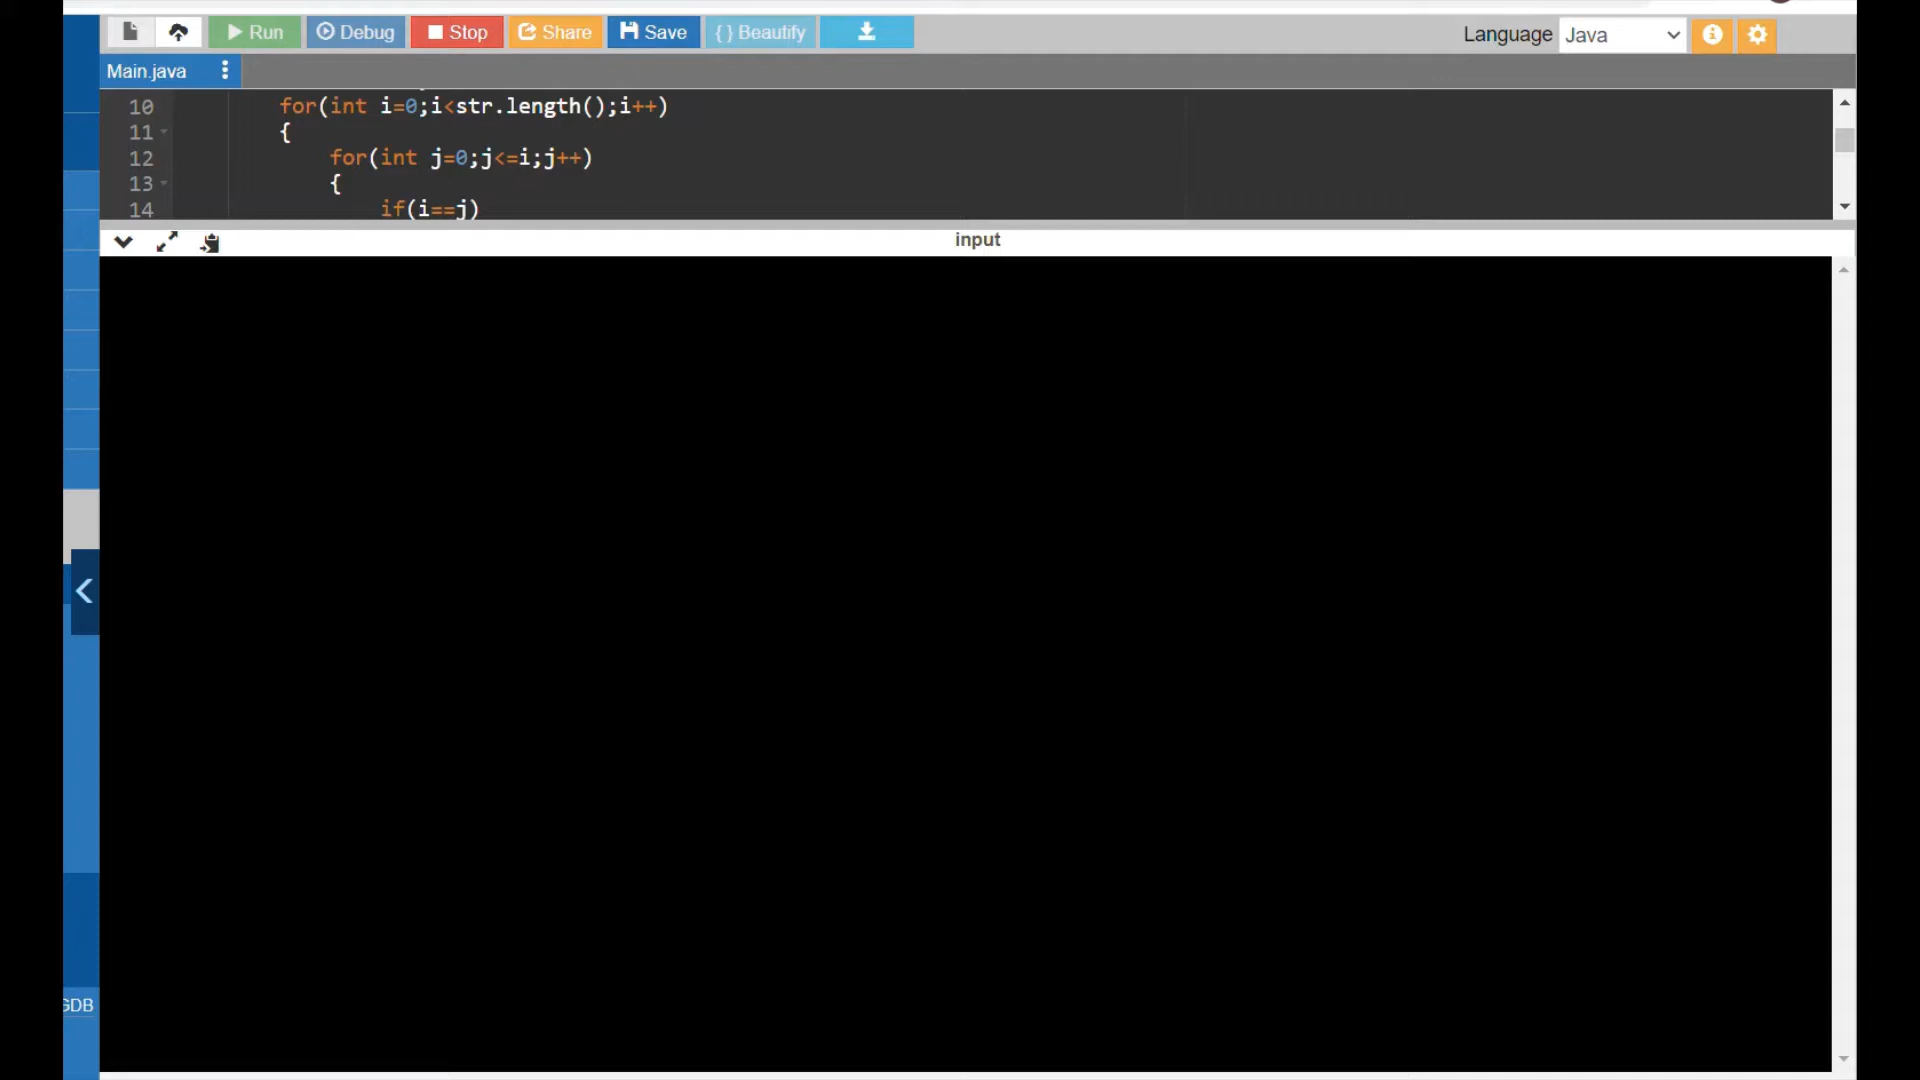 Run Debug Stop Share Save { } Beautify Language Java
Main.java
10 for(int i=0;i<str.length();i++)
11 {
12 for(int j=0;j<=i;j++)
13 {
14 if(i==j)
input
GDB